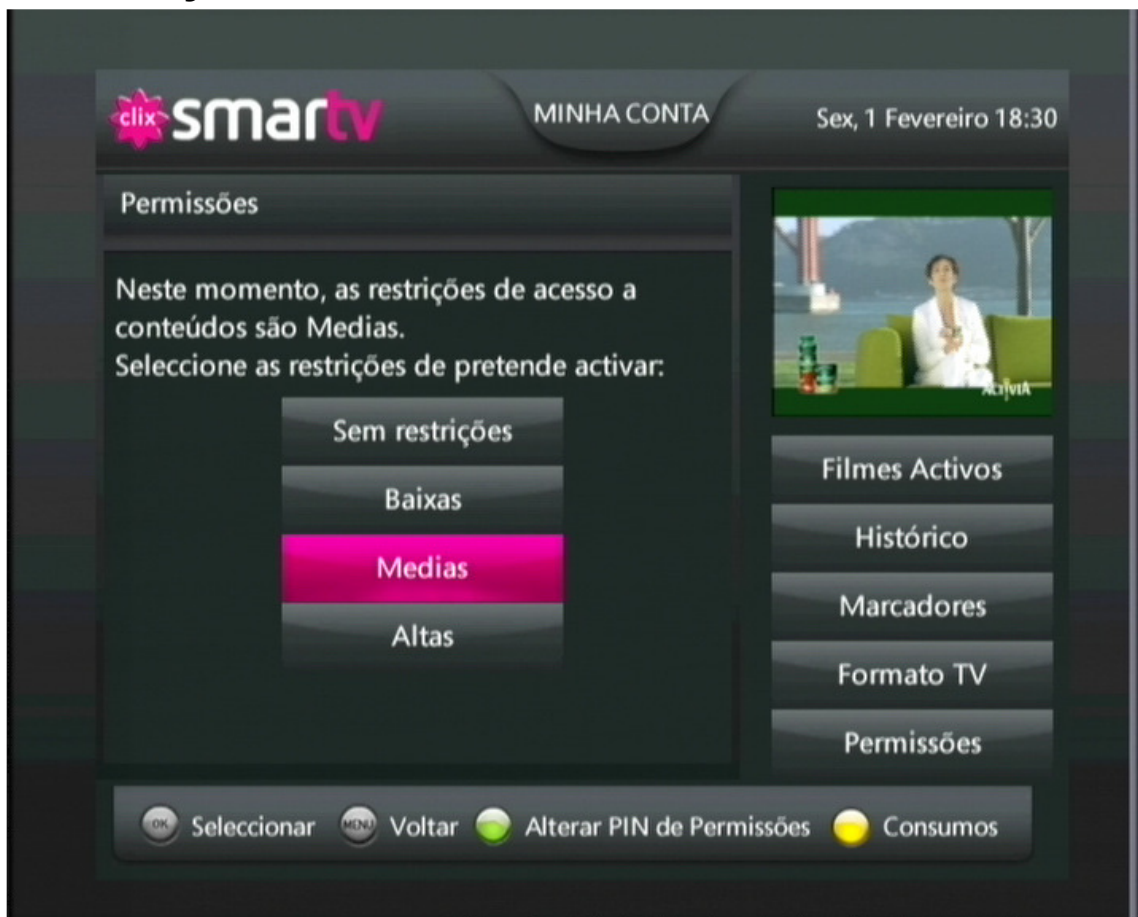 clix smartv
MINHA CONTA
Sex, 1 Fevereiro 18:30
Permissões
Neste momento, as restrições de acesso a
conteúdos são Medias.
Seleccione as restrições de pretende activar:
Sem restrições
Baixas
Medias
Altas
ACTIVIA
Filmes Activos
Histórico
Marcadores
Formato TV
Permissões
OK Seleccionar MENU Voltar Alterar PIN de Permissões Consumos